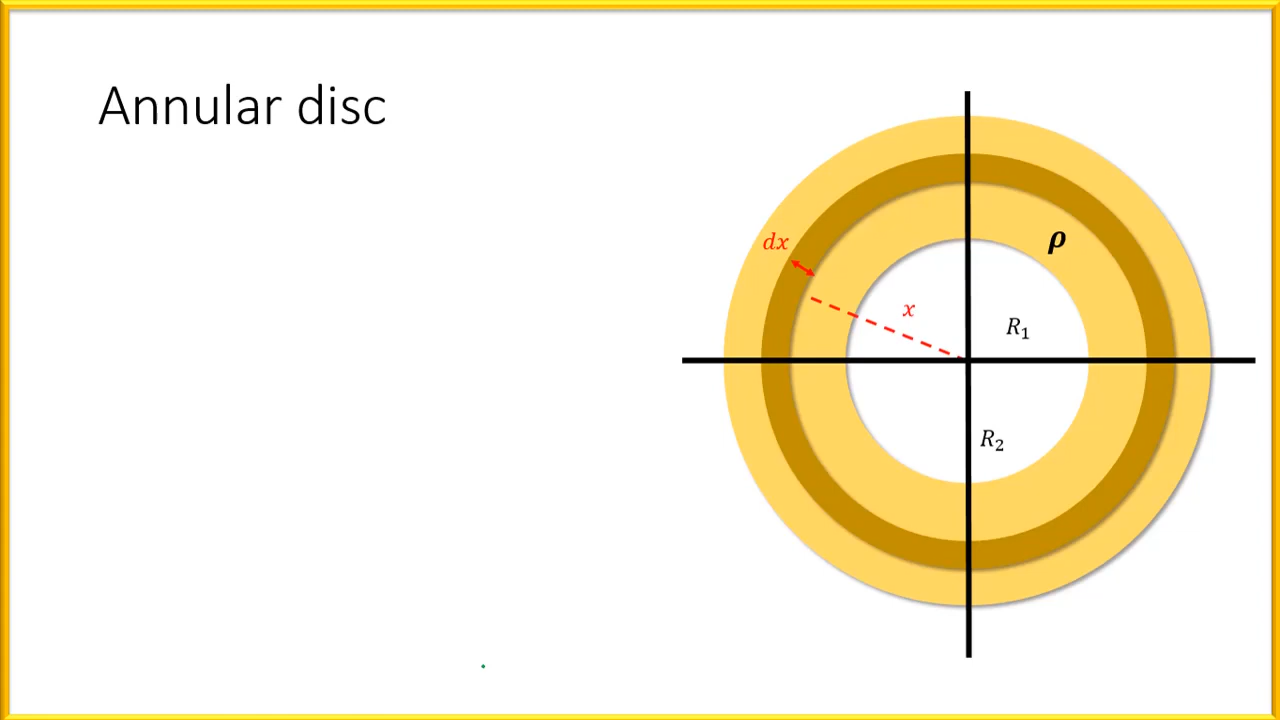 Annular disc
ρ
dx
x
R₁
R₂